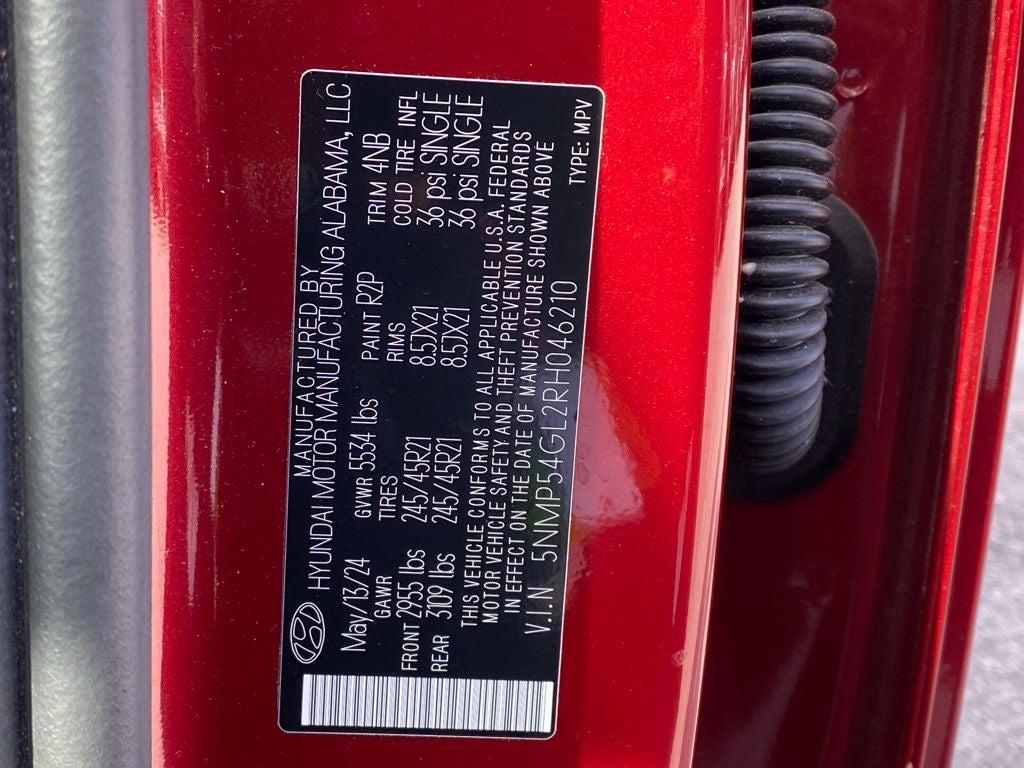 MANUFACTURED BY
HYUNDAI MOTOR MANUFACTURING ALABAMA, LLC
May/13/24 GWWR 5534 lbs PAINT R2P TRIM 4NB
GAWR TIRES RIMS COLD TIRE INFL
FRONT 2955 lbs 245/45R21 8.5JX21 36 psi SINGLE
REAR 3109 lbs 245/45R21 8.5JX21 36 psi SINGLE
THIS VEHICLE CONFORMS TO ALL APPLICABLE U.S.A. FEDERAL
MOTOR VEHICLE SAFETY AND THEFT PREVENTION STANDARDS
IN EFFECT ON THE DATE OF MANUFACTURE SHOWN ABOVE
V.I.N 5NMP54GL2RH046210 TYPE: MPV